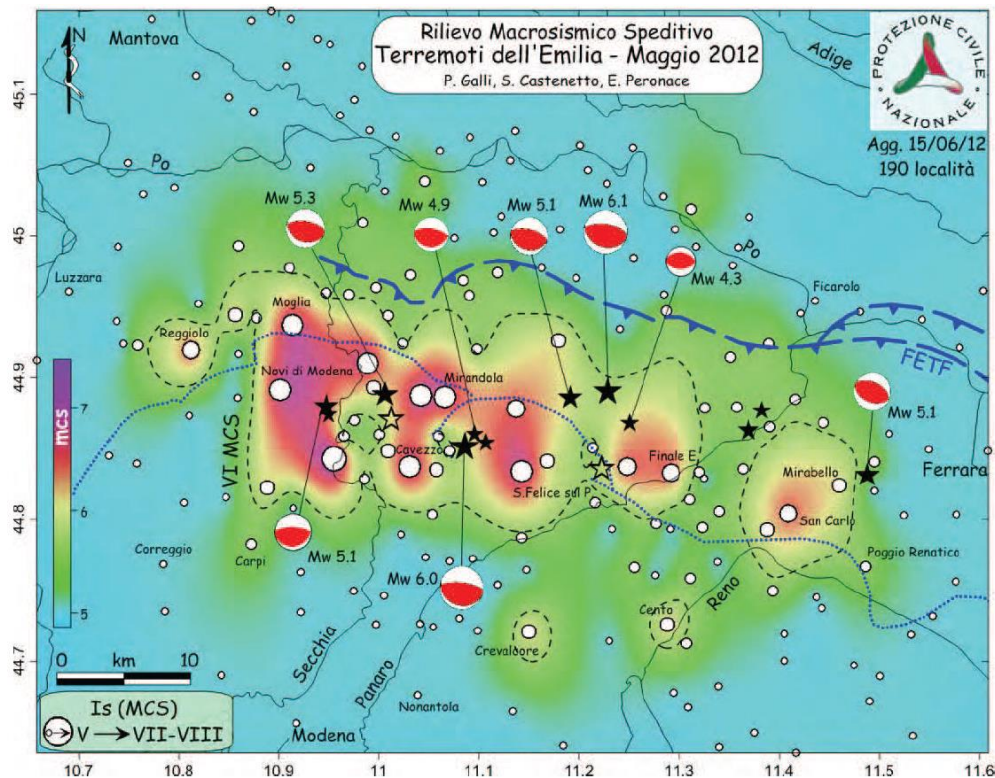 Rilievo Macrosismico Speditivo
Terremoti dell'Emilia - Maggio 2012
P. Galli, S. Castenetto, E. Peronace
PROTEZIONE CIVILE
NAZIONALE
Agg. 15/06/12
190 località
N
Mantova
Adige
45.1
Po
Mw 5.3
Mw 4.9
Mw 5.1
Mw 6.1
45
Po
Mw 4.3
Luzzara
Ficarolo
Moglia
Reggiolo
FETF
44.9
Novi di Modena
Mirandola
mcs
7
6
5
VI MCS
Mw 5.1
Cavezzo
Finale E.
Mirabello
Ferrara
S.Felice sul P.
San Carlo
44.8
Correggio
Carpi
Mw 5.1
Poggio Renatico
Mw 6.0
Reno
Cento
Crevalcore
Secchia
Panaro
44.7
0 km 10
Nonantola
Is (MCS)
V VII-VIII
Modena
10.7 10.8 10.9 11 11.1 11.2 11.3 11.4 11.5 11.6